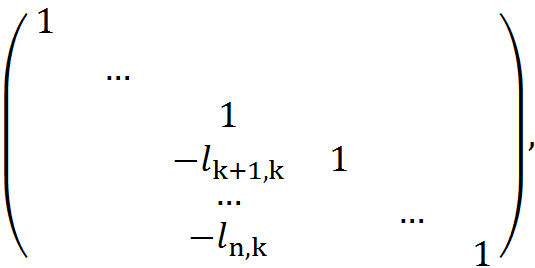 1
...
1
−l_{k+1,k} 1
... ...
−l_{n,k} 1
,